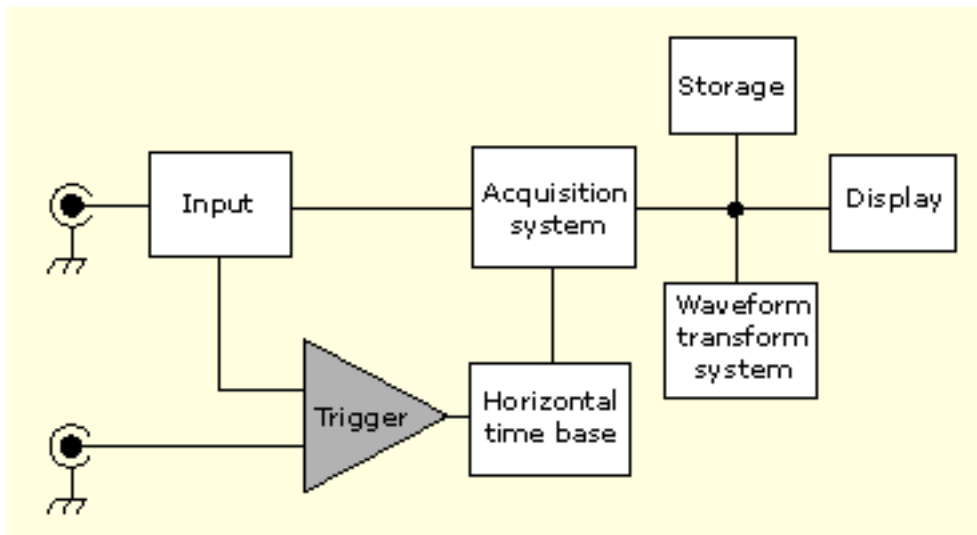 Storage
Input
Acquisition
system
Display
Waveform
transform
system
Trigger
Horizontal
time base